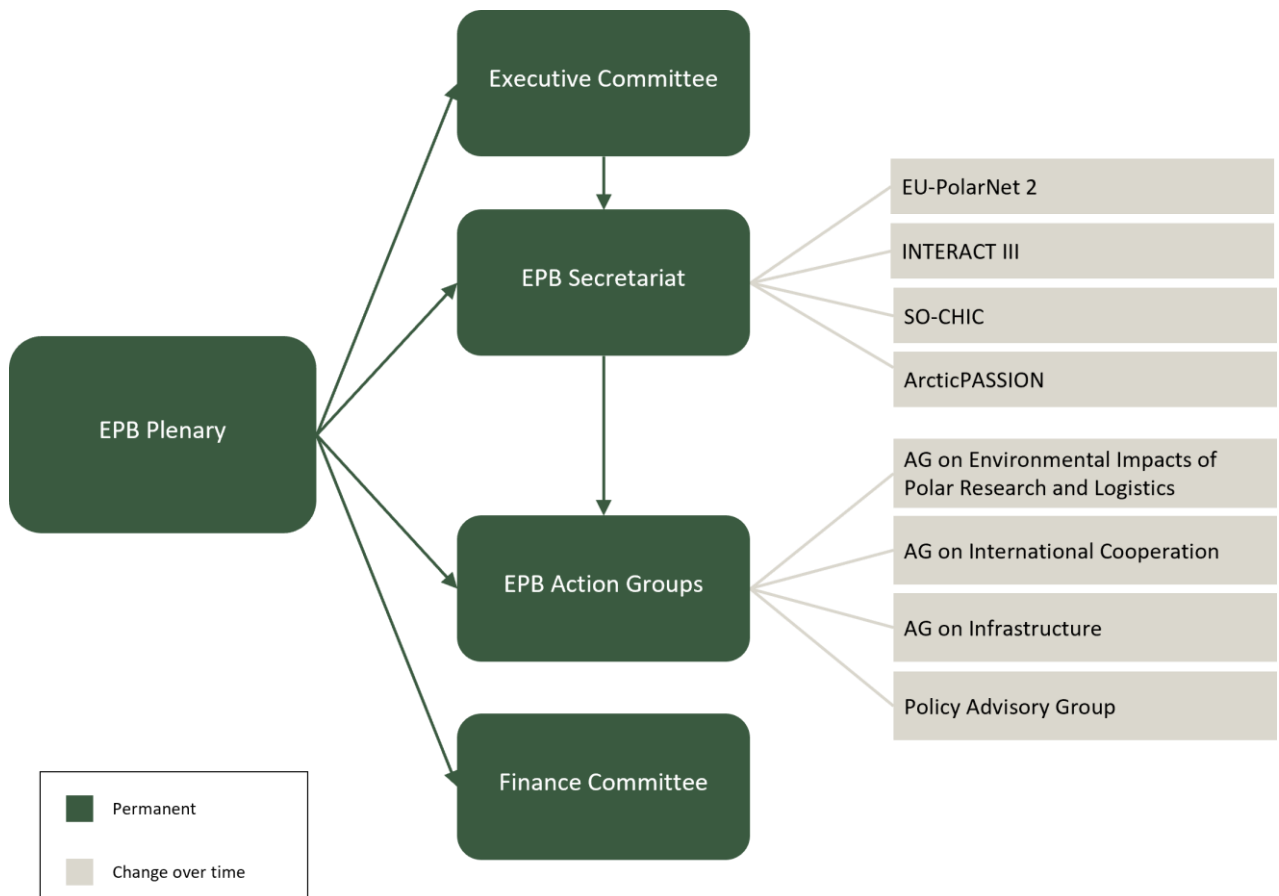 Executive Committee
EPB Secretariat
EU-PolarNet 2
INTERACT III
SO-CHIC
ArcticPASSION
EPB Plenary
EPB Action Groups
AG on Environmental Impacts of
Polar Research and Logistics
AG on International Cooperation
AG on Infrastructure
Policy Advisory Group
Finance Committee
Permanent
Change over time